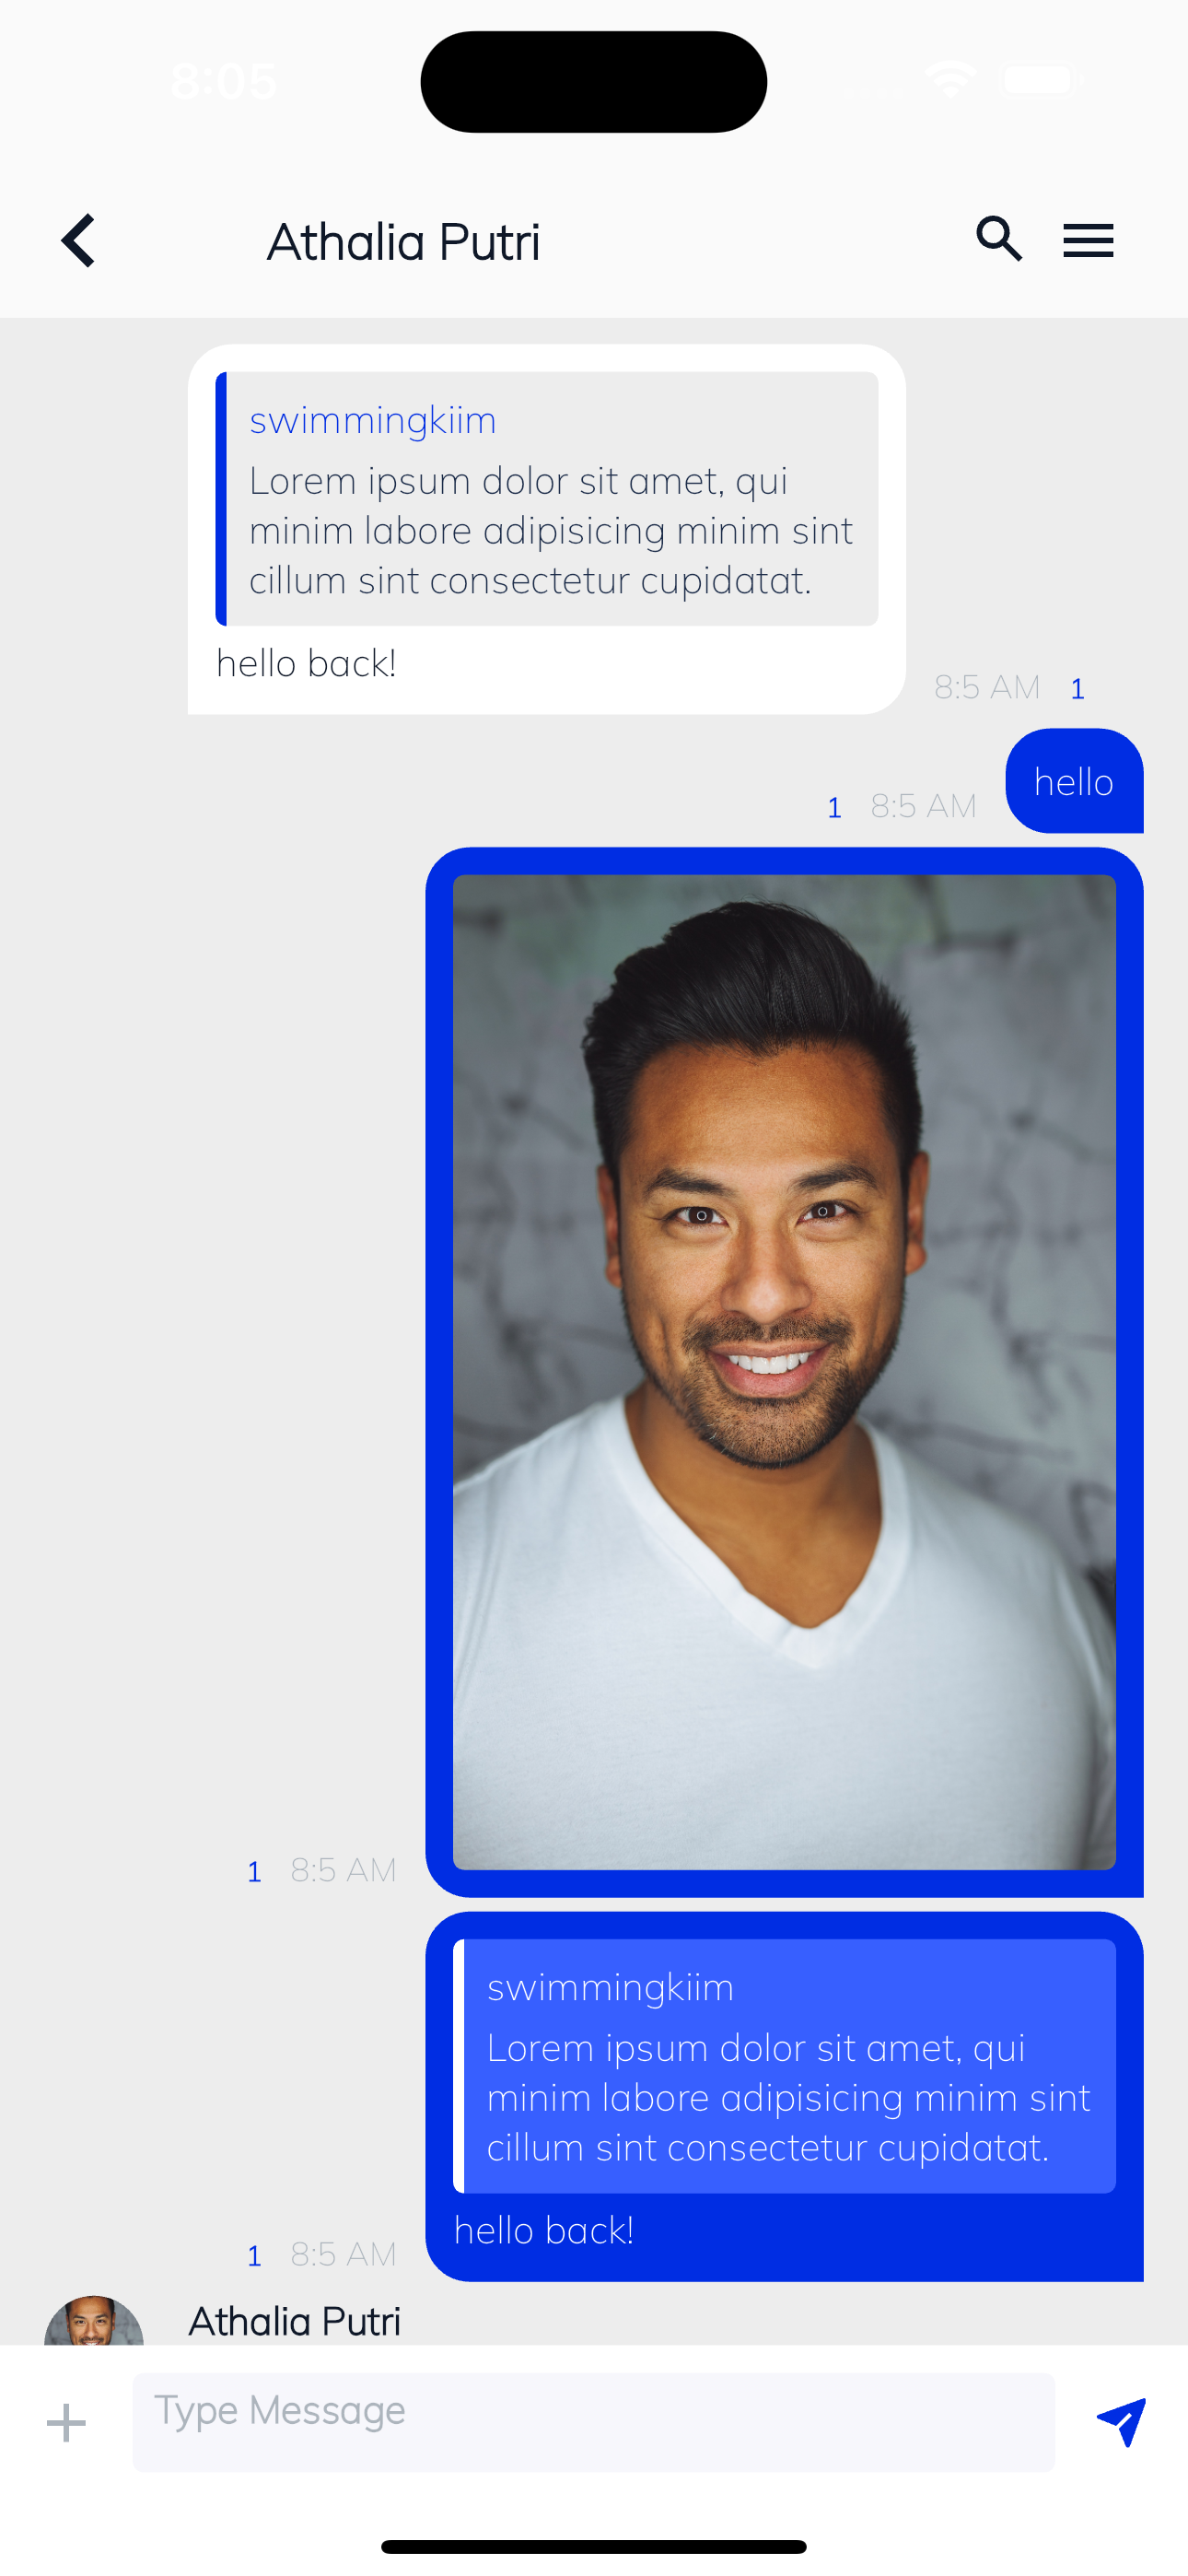 8:05
Athalia Putri
swimmingkiim
Lorem ipsum dolor sit amet, qui
minim labore adipisicing minim sint
cillum sint consectetur cupidatat.
hello back!
8:5 AM 1
hello
1 8:5 AM
1 8:5 AM
swimmingkiim
Lorem ipsum dolor sit amet, qui
minim labore adipisicing minim sint
cillum sint consectetur cupidatat.
hello back!
1 8:5 AM
Athalia Putri
Type Message